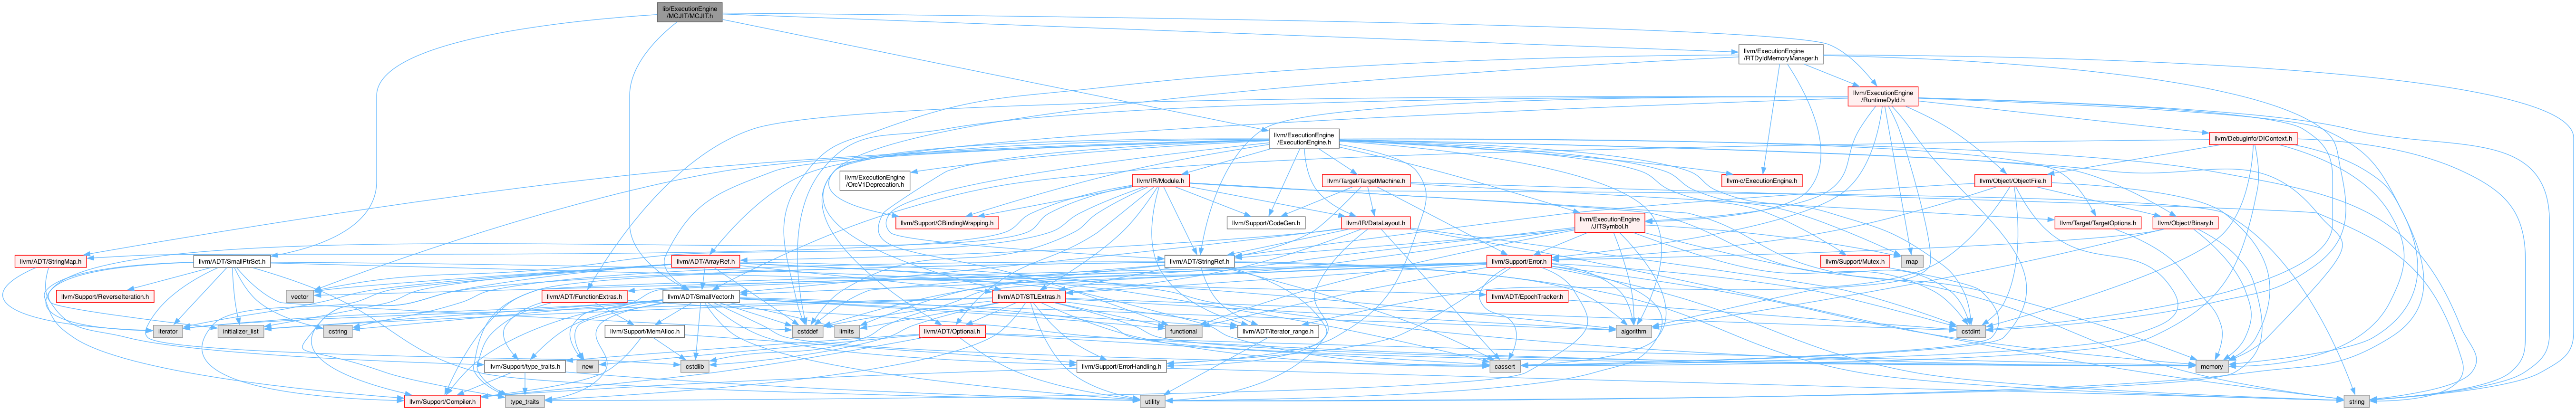 lib/ExecutionEngine
/MCJIT/MCJIT.h
llvm/ExecutionEngine
/RTDyldMemoryManager.h
llvm/ExecutionEngine
/RuntimeDyld.h
llvm/ExecutionEngine
/ExecutionEngine.h
llvm/DebugInfo/DIContext.h
llvm/ExecutionEngine
/OrcV1Deprecation.h
llvm/IR/Module.h
llvm/Target/TargetMachine.h
llvm-c/ExecutionEngine.h
llvm/Object/ObjectFile.h
llvm/Support/CBindingWrapping.h
llvm/Support/CodeGen.h
llvm/IR/DataLayout.h
llvm/ExecutionEngine
/JITSymbol.h
llvm/Target/TargetOptions.h
llvm/Object/Binary.h
llvm/ADT/StringMap.h
llvm/ADT/SmallPtrSet.h
llvm/ADT/ArrayRef.h
llvm/ADT/StringRef.h
llvm/Support/Error.h
llvm/Support/Mutex.h
map
llvm/Support/ReverseIteration.h
vector
llvm/ADT/FunctionExtras.h
llvm/ADT/SmallVector.h
llvm/ADT/STLExtras.h
llvm/ADT/EpochTracker.h
iterator
initializer_list
cstring
llvm/Support/MemAlloc.h
cstddef
limits
llvm/ADT/Optional.h
functional
llvm/ADT/iterator_range.h
algorithm
cstdint
llvm/Support/type_traits.h
new
cstdlib
llvm/Support/ErrorHandling.h
cassert
memory
llvm/Support/Compiler.h
type_traits
utility
string